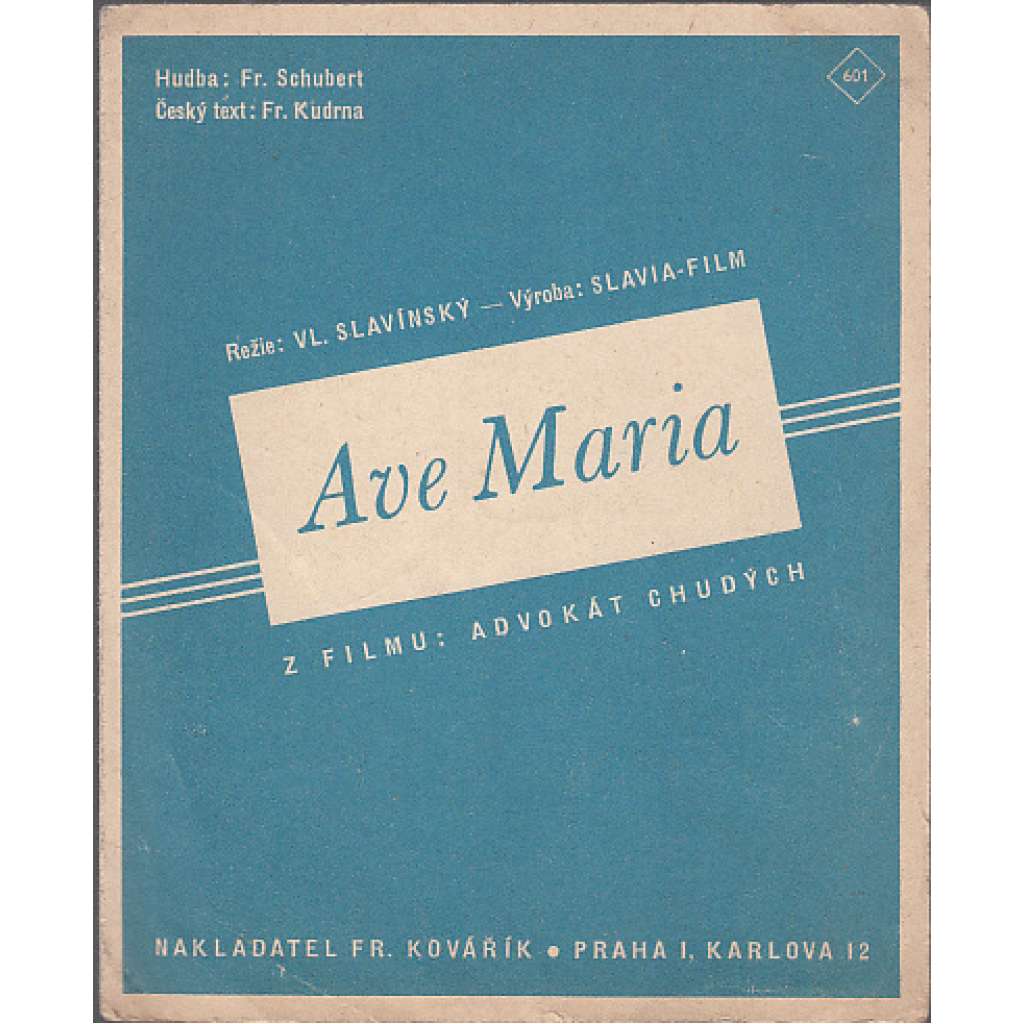 Hudba: Fr. Schubert
Český text: Fr. Kudrna
601
Režie: VL. SLAVÍNSKÝ — Výroba: SLAVIA-FILM
Ave Maria
Z FILMU: ADVOKÁT CHUDÝCH
NAKLADATEL FR. KOVÁŘÍK • PRAHA I, KARLOVA 12